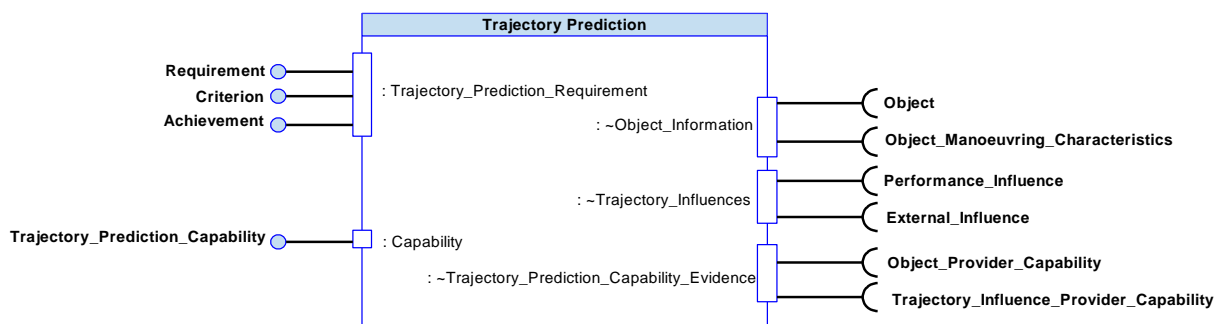 Trajectory Prediction
Requirement
Criterion
Achievement
: Trajectory_Prediction_Requirement
Trajectory_Prediction_Capability
: Capability
: ~Object_Information
Object
Object_Manoeuvring_Characteristics
: ~Trajectory_Influences
Performance_Influence
External_Influence
: ~Trajectory_Prediction_Capability_Evidence
Object_Provider_Capability
Trajectory_Influence_Provider_Capability